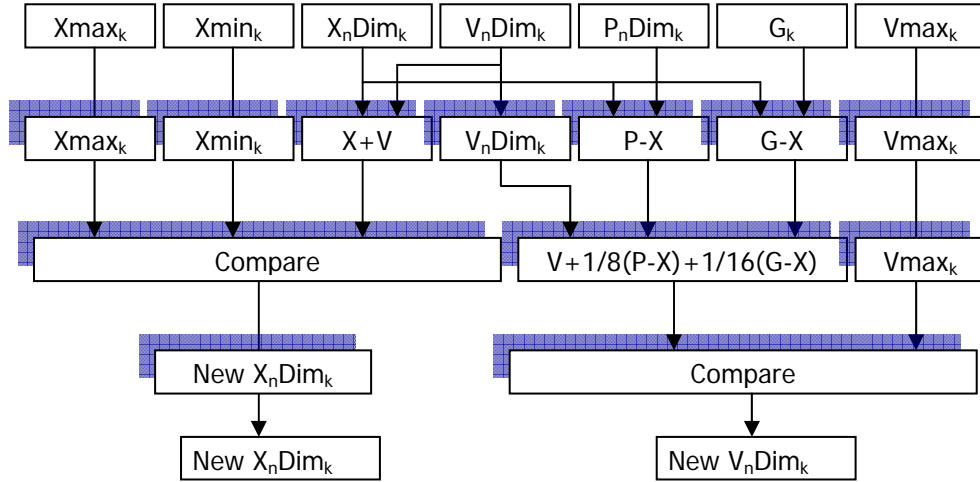 Xmaxₖ Xminₖ XₙDimₖ VₙDimₖ PₙDimₖ Gₖ Vmaxₖ
Xmaxₖ Xminₖ X+V VₙDimₖ P-X G-X Vmaxₖ
Compare V+1/8(P-X)+1/16(G-X) Vmaxₖ
New XₙDimₖ Compare
New XₙDimₖ New VₙDimₖ